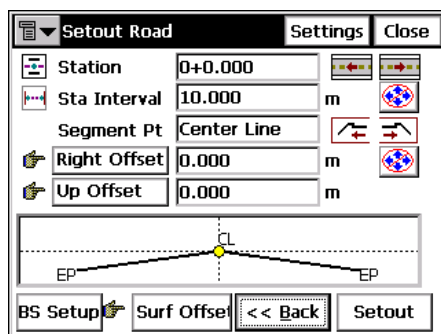 Setout Road Settings Close
Station 0+0.000
Sta Interval 10.000 m
Segment Pt Center Line
Right Offset 0.000 m
Up Offset 0.000 m
CL
EP EP
BS Setup Surf Offset << Back Setout